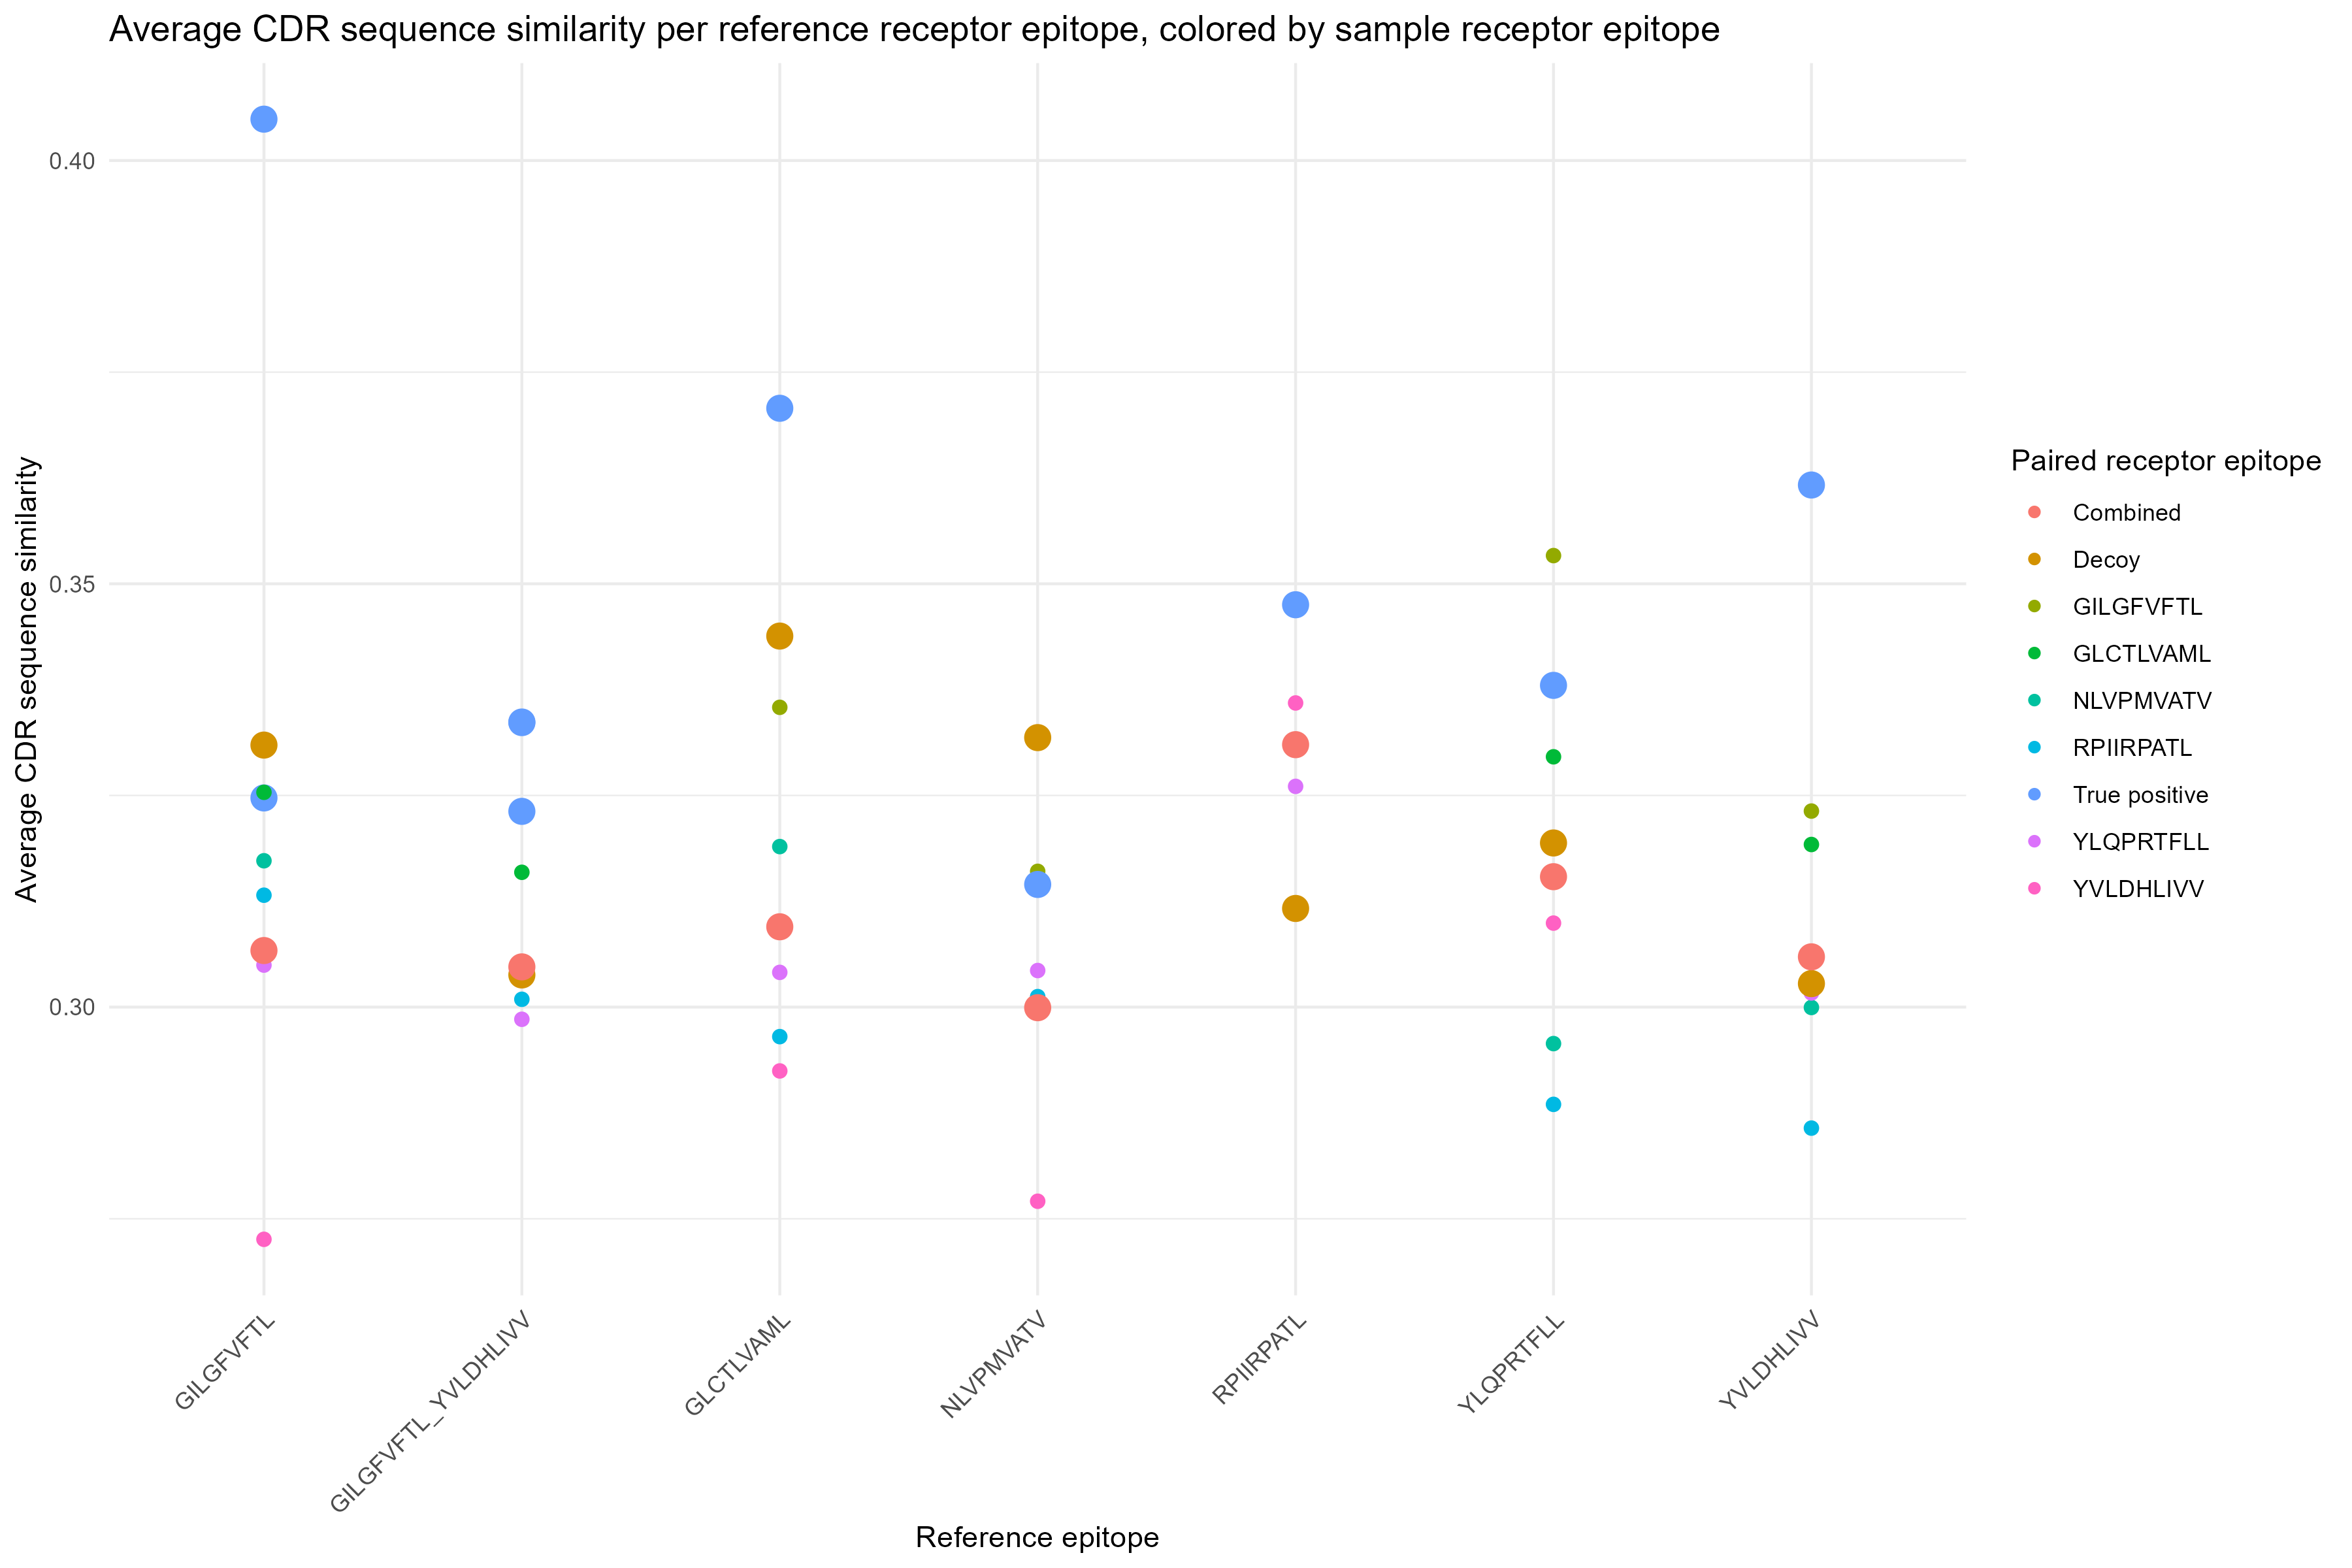 Average CDR sequence similarity per reference receptor epitope, colored by sample receptor epitope
Average CDR sequence similarity
0.40
0.35
0.30
GILGFVFTL
GILGFVFTL_YVLDHLIVV
GLCTLVAML
NLVPMVATV
RPIIRPATL
YLQPRTFLL
YVLDHLIVV
Reference epitope
Paired receptor epitope
Combined
Decoy
GILGFVFTL
GLCTLVAML
NLVPMVATV
RPIIRPATL
True positive
YLQPRTFLL
YVLDHLIVV